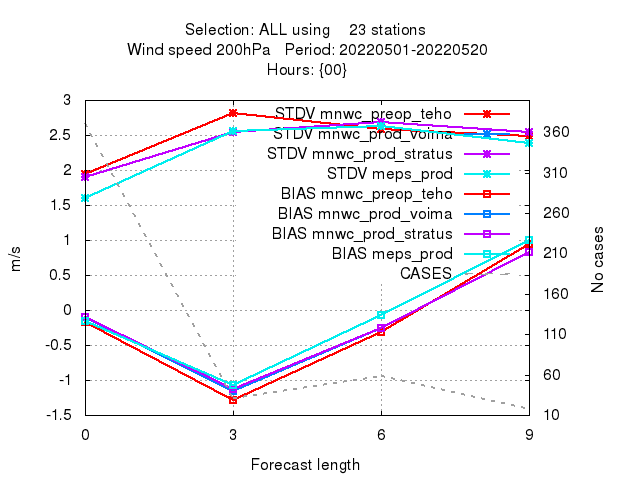 Selection: ALL using 23 stations
Wind speed 200hPa Period: 20220501-20220520
Hours: {00}
STDV mnwc_preop_teho
STDV mnwc_prod_voima
STDV mnwc_prod_stratus
STDV meps_prod
BIAS mnwc_preop_teho
BIAS mnwc_prod_voima
BIAS mnwc_prod_stratus
BIAS meps_prod
CASES
3
2.5
2
1.5
1
0.5
0
-0.5
-1
-1.5
m/s
360
310
260
210
160
110
60
10
No cases
0 3 6 9
Forecast length